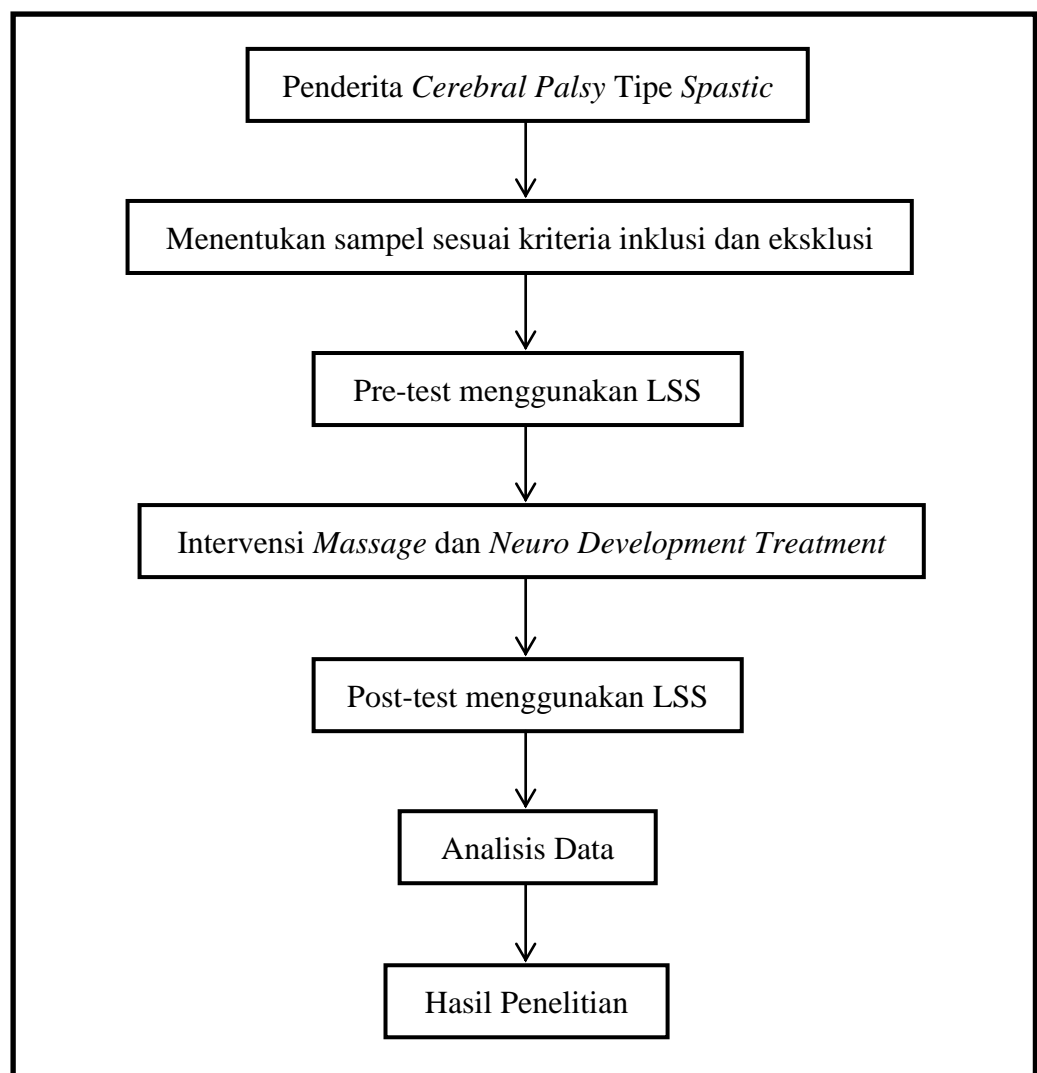 Penderita Cerebral Palsy Tipe Spastic
Menentukan sampel sesuai kriteria inklusi dan eksklusi
Pre-test menggunakan LSS
Intervensi Massage dan Neuro Development Treatment
Post-test menggunakan LSS
Analisis Data
Hasil Penelitian